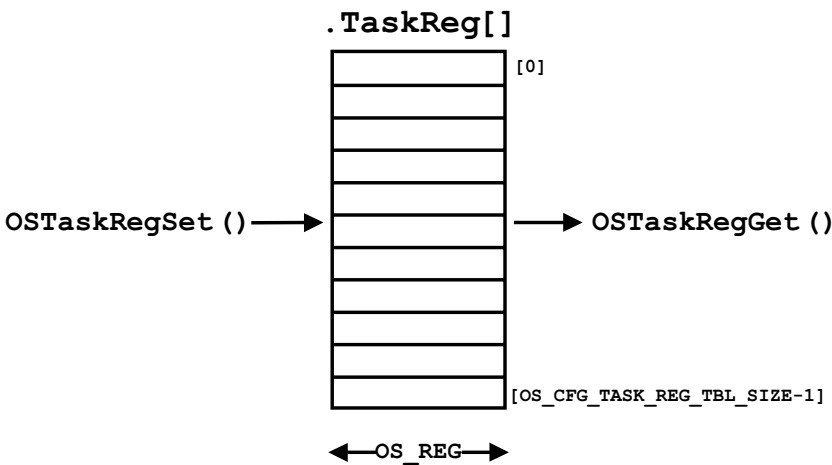 .TaskReg[]
[0]
OSTaskRegSet()
OSTaskRegGet()
[OS_CFG_TASK_REG_TBL_SIZE-1]
OS_REG